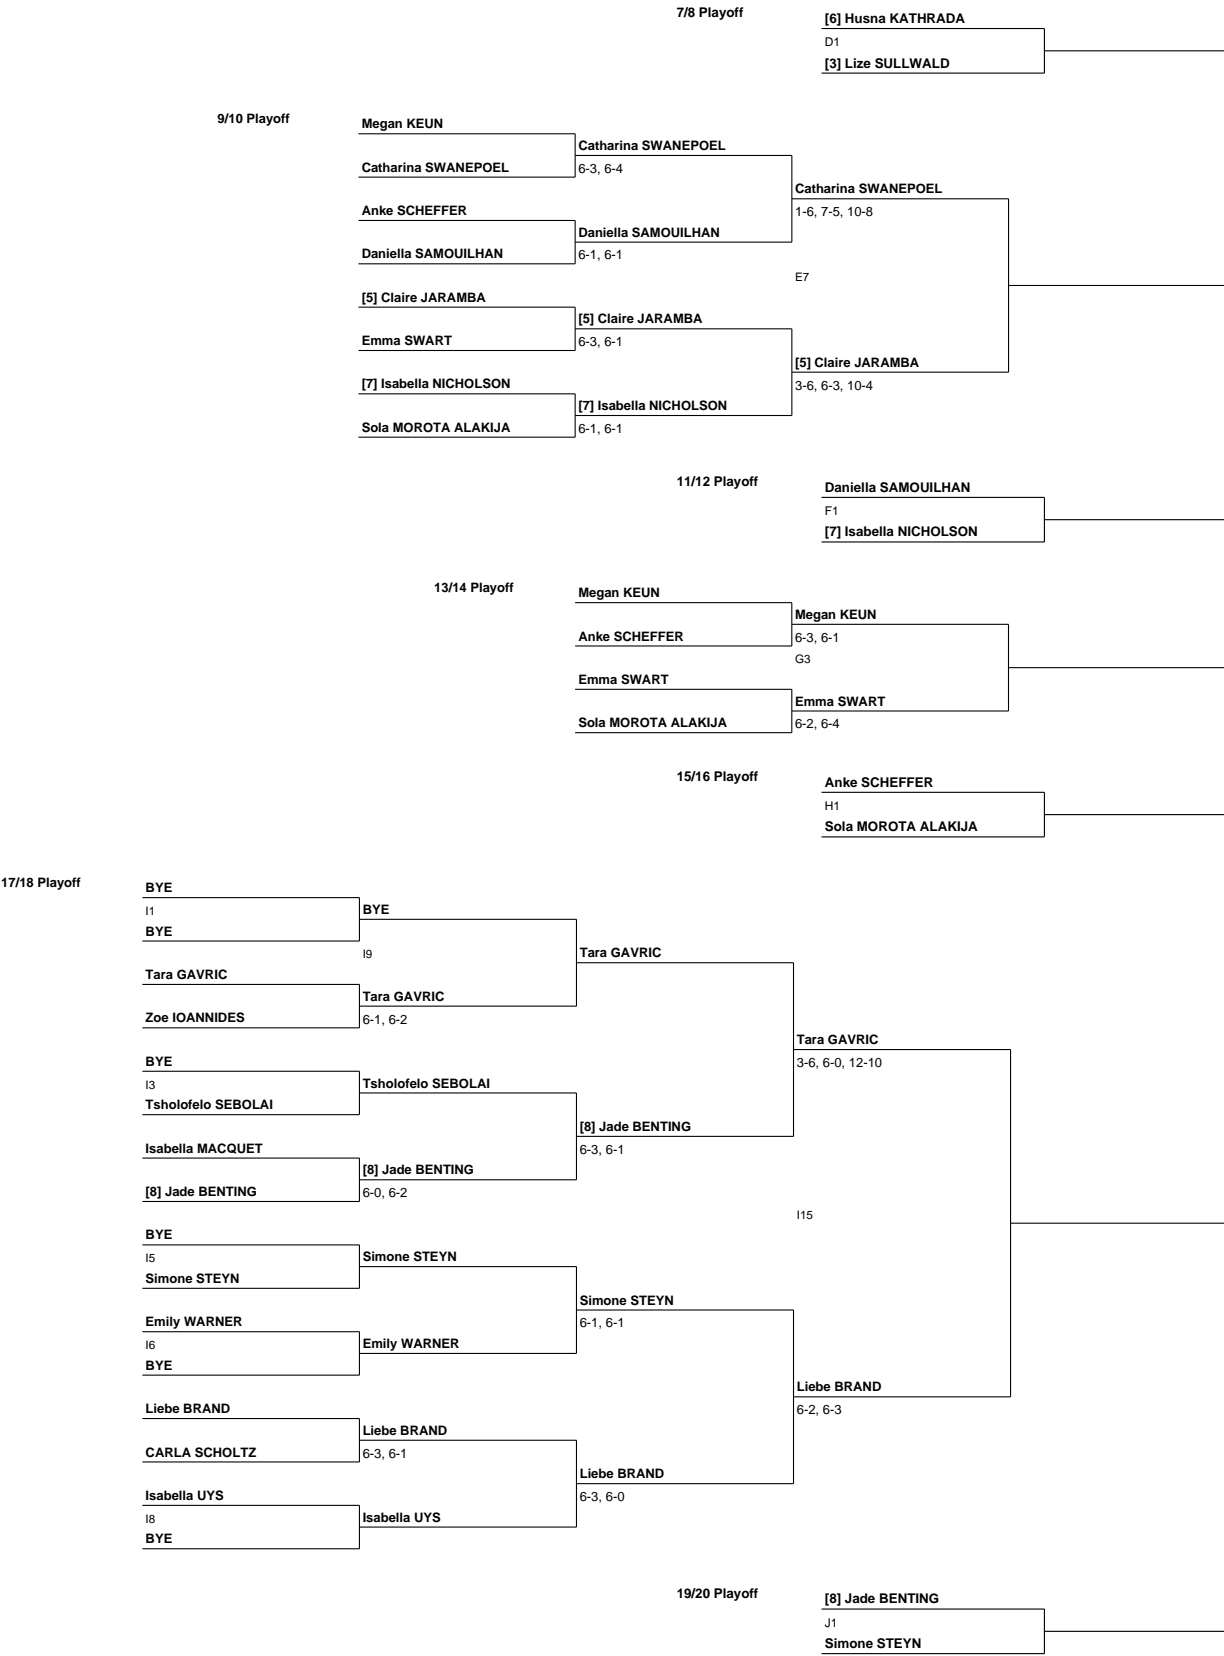 7/8 Playoff
[6] Husna KATHRADA
D1
[3] Lize SULLWALD
9/10 Playoff
Megan KEUN
Catharina SWANEPOEL
Catharina SWANEPOEL
6-3, 6-4
Catharina SWANEPOEL
1-6, 7-5, 10-8
Anke SCHEFFER
Daniella SAMOUILHAN
Daniella SAMOUILHAN
6-1, 6-1
E7
[5] Claire JARAMBA
[5] Claire JARAMBA
Emma SWART
6-3, 6-1
[5] Claire JARAMBA
3-6, 6-3, 10-4
[7] Isabella NICHOLSON
[7] Isabella NICHOLSON
Sola MOROTA ALAKIJA
6-1, 6-1
11/12 Playoff
Daniella SAMOUILHAN
F1
[7] Isabella NICHOLSON
13/14 Playoff
Megan KEUN
Megan KEUN
Anke SCHEFFER
6-3, 6-1
G3
Emma SWART
Emma SWART
Sola MOROTA ALAKIJA
6-2, 6-4
15/16 Playoff
Anke SCHEFFER
H1
Sola MOROTA ALAKIJA
17/18 Playoff
BYE
I1
BYE
BYE
I9
Tara GAVRIC
Tara GAVRIC
Tara GAVRIC
Zoe IOANNIDES
6-1, 6-2
Tara GAVRIC
3-6, 6-0, 12-10
BYE
I3
Tsholofelo SEBOLAI
Tsholofelo SEBOLAI
[8] Jade BENTING
6-3, 6-1
Isabella MACQUET
[8] Jade BENTING
[8] Jade BENTING
6-0, 6-2
I15
BYE
I5
Simone STEYN
Simone STEYN
Simone STEYN
6-1, 6-1
Emily WARNER
I6
Emily WARNER
BYE
Liebe BRAND
6-2, 6-3
Liebe BRAND
Liebe BRAND
CARLA SCHOLTZ
6-3, 6-1
Liebe BRAND
6-3, 6-0
Isabella UYS
I8
Isabella UYS
BYE
19/20 Playoff
[8] Jade BENTING
J1
Simone STEYN